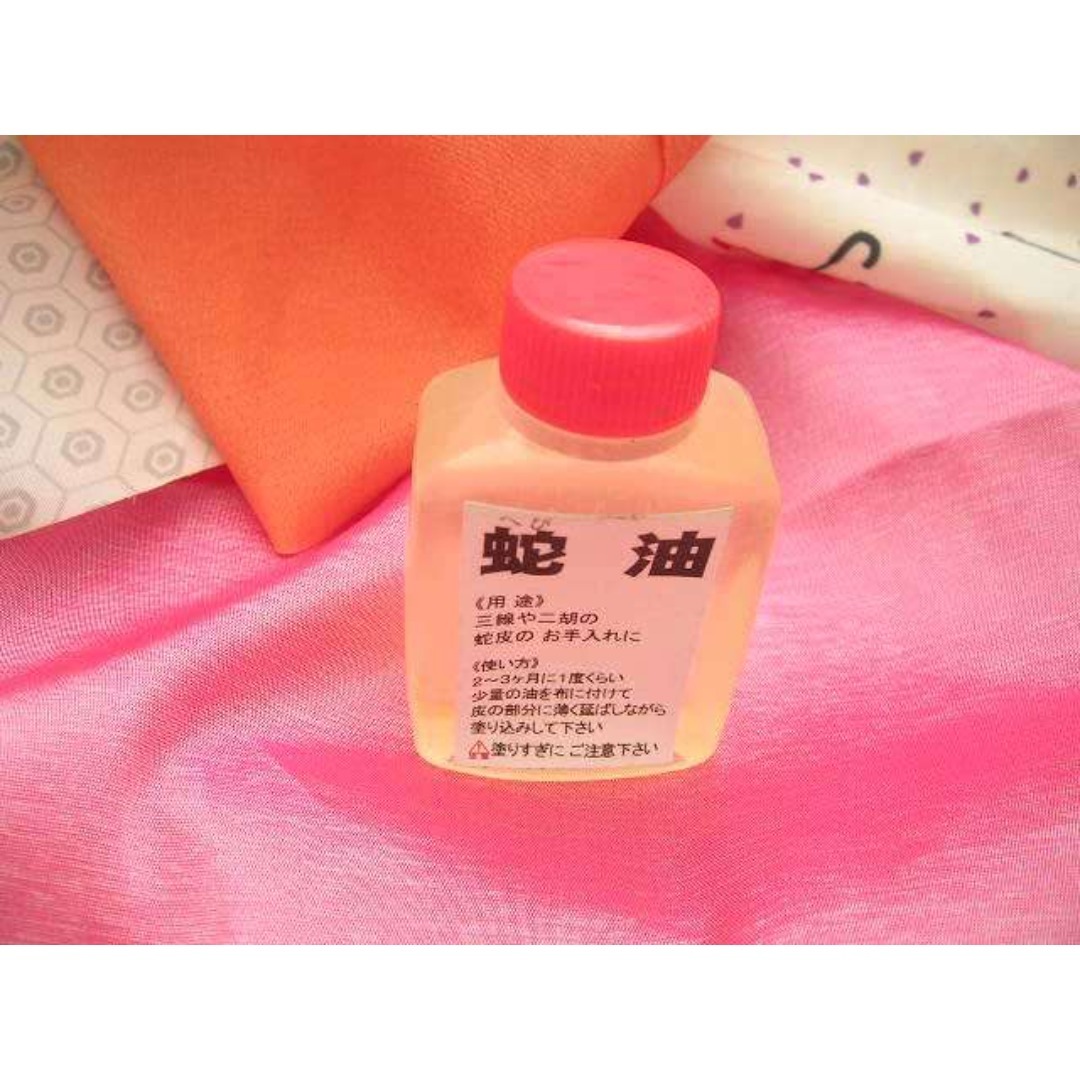 へび
蛇 油
《用 途》
三線や二胡の
蛇皮の お手入れに
《使い方》
2〜3ヶ月に1度くらい
少量の油を布に付けて
皮の部分に薄く延ばしながら
塗り込みして下さい
⚠塗りすぎに ご注意下さい